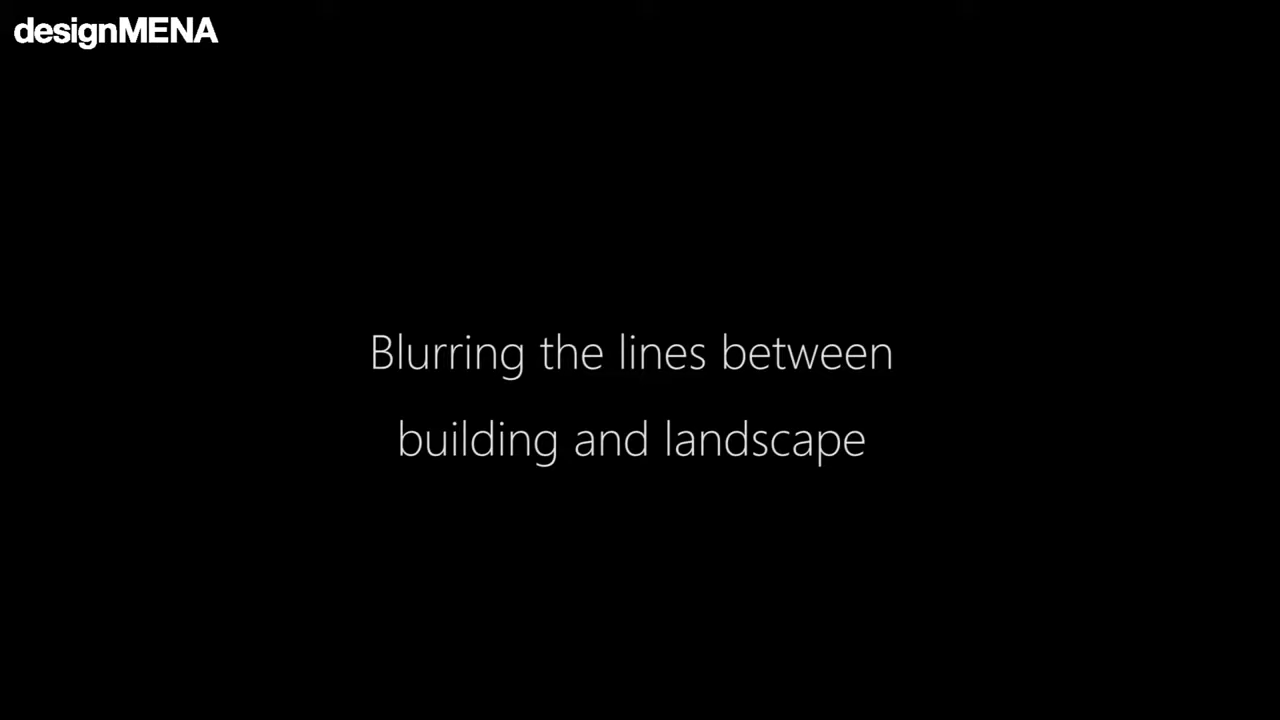 designMENA
Blurring the lines between
building and landscape